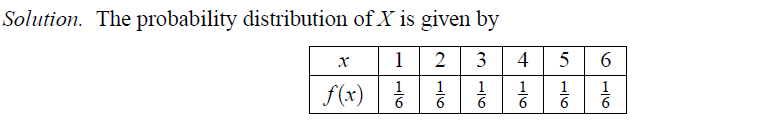 Solution. The probability distribution of X is given by
x 1 2 3 4 5 6
f(x) 1/6 1/6 1/6 1/6 1/6 1/6